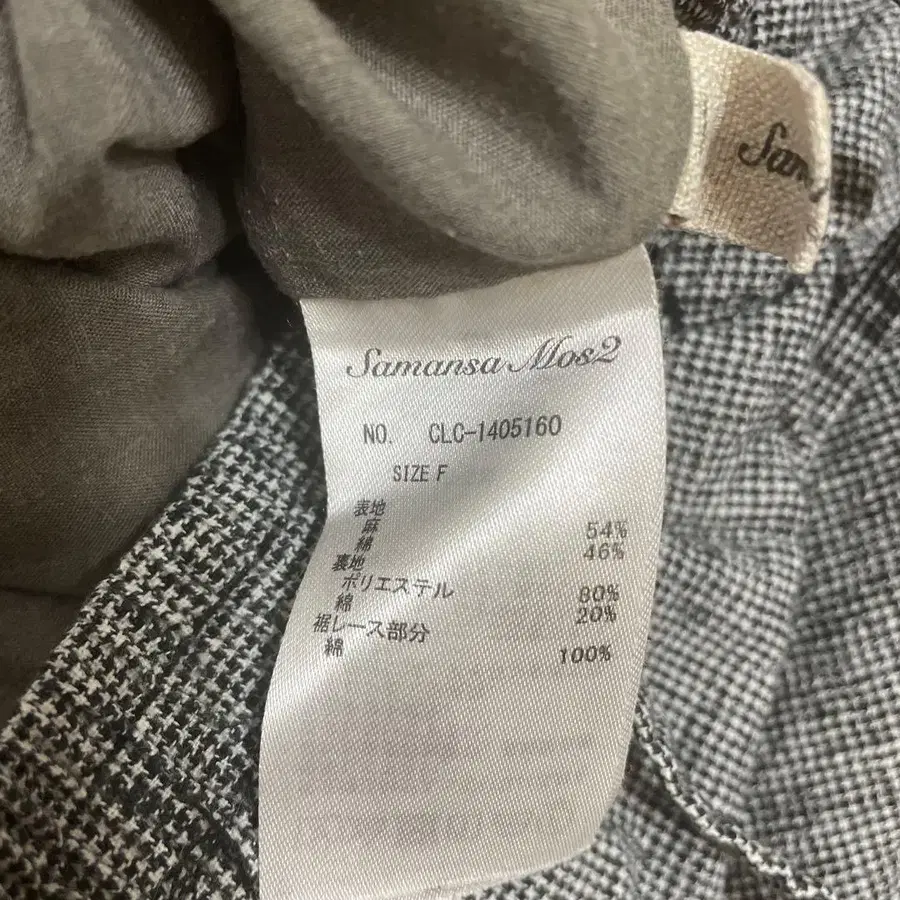 Sam
Samansa Mos2
NO. CLC-1405160
SIZE F
表地
麻 54%
綿 46%
裏地
ポリエステル 80%
綿 20%
裾レース部分
綿 100%